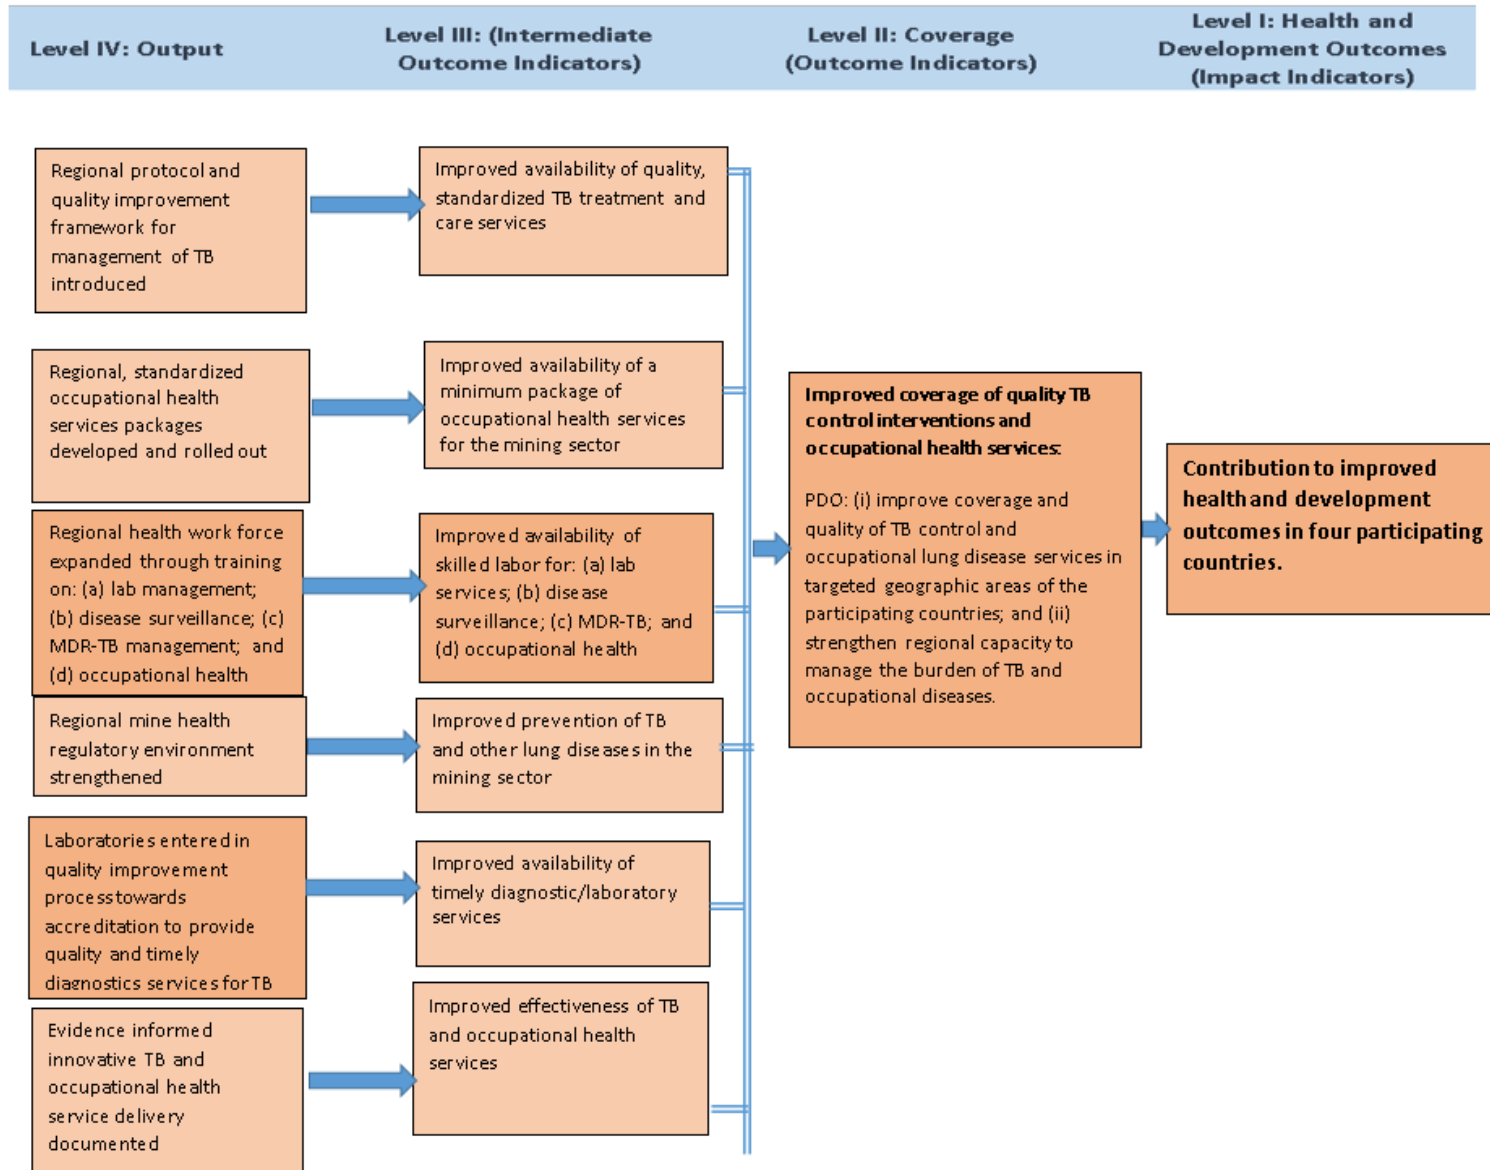 Level IV: Output
Level III: (Intermediate
Outcome Indicators)
Level II: Coverage
(Outcome Indicators)
Level I: Health and
Development Outcomes
(Impact Indicators)
Regional protocol and
quality improvement
framework for
management of TB
introduced
Improved availability of quality,
standardized TB treatment and
care services
Regional, standardized
occupational health
services packages
developed and rolled out
Improved availability of a
minimum package of
occupational health services
for the mining sector
Regional health work force
expanded through training
on: (a) lab management;
(b) disease surveillance; (c)
MDR-TB management; and
(d) occupational health
Improved availability of
skilled labor for: (a) lab
services; (b) disease
surveillance; (c) MDR-TB; and
(d) occupational health
Regional mine health
regulatory environment
strengthened
Improved prevention of TB
and other lung diseases in the
mining sector
Laboratories entered in
quality improvement
process towards
accreditation to provide
quality and timely
diagnostics services for TB
Improved availability of
timely diagnostic/laboratory
services
Evidence informed
innovative TB and
occupational health
service delivery
documented
Improved effectiveness of TB
and occupational health
services
Improved coverage of quality TB
control interventions and
occupational health services:
PDO: (i) improve coverage and
quality of TB control and
occupational lung disease services in
targeted geographic areas of the
participating countries; and (ii)
strengthen regional capacity to
manage the burden of TB and
occupational diseases.
Contribution to improved
health and development
outcomes in four participating
countries.